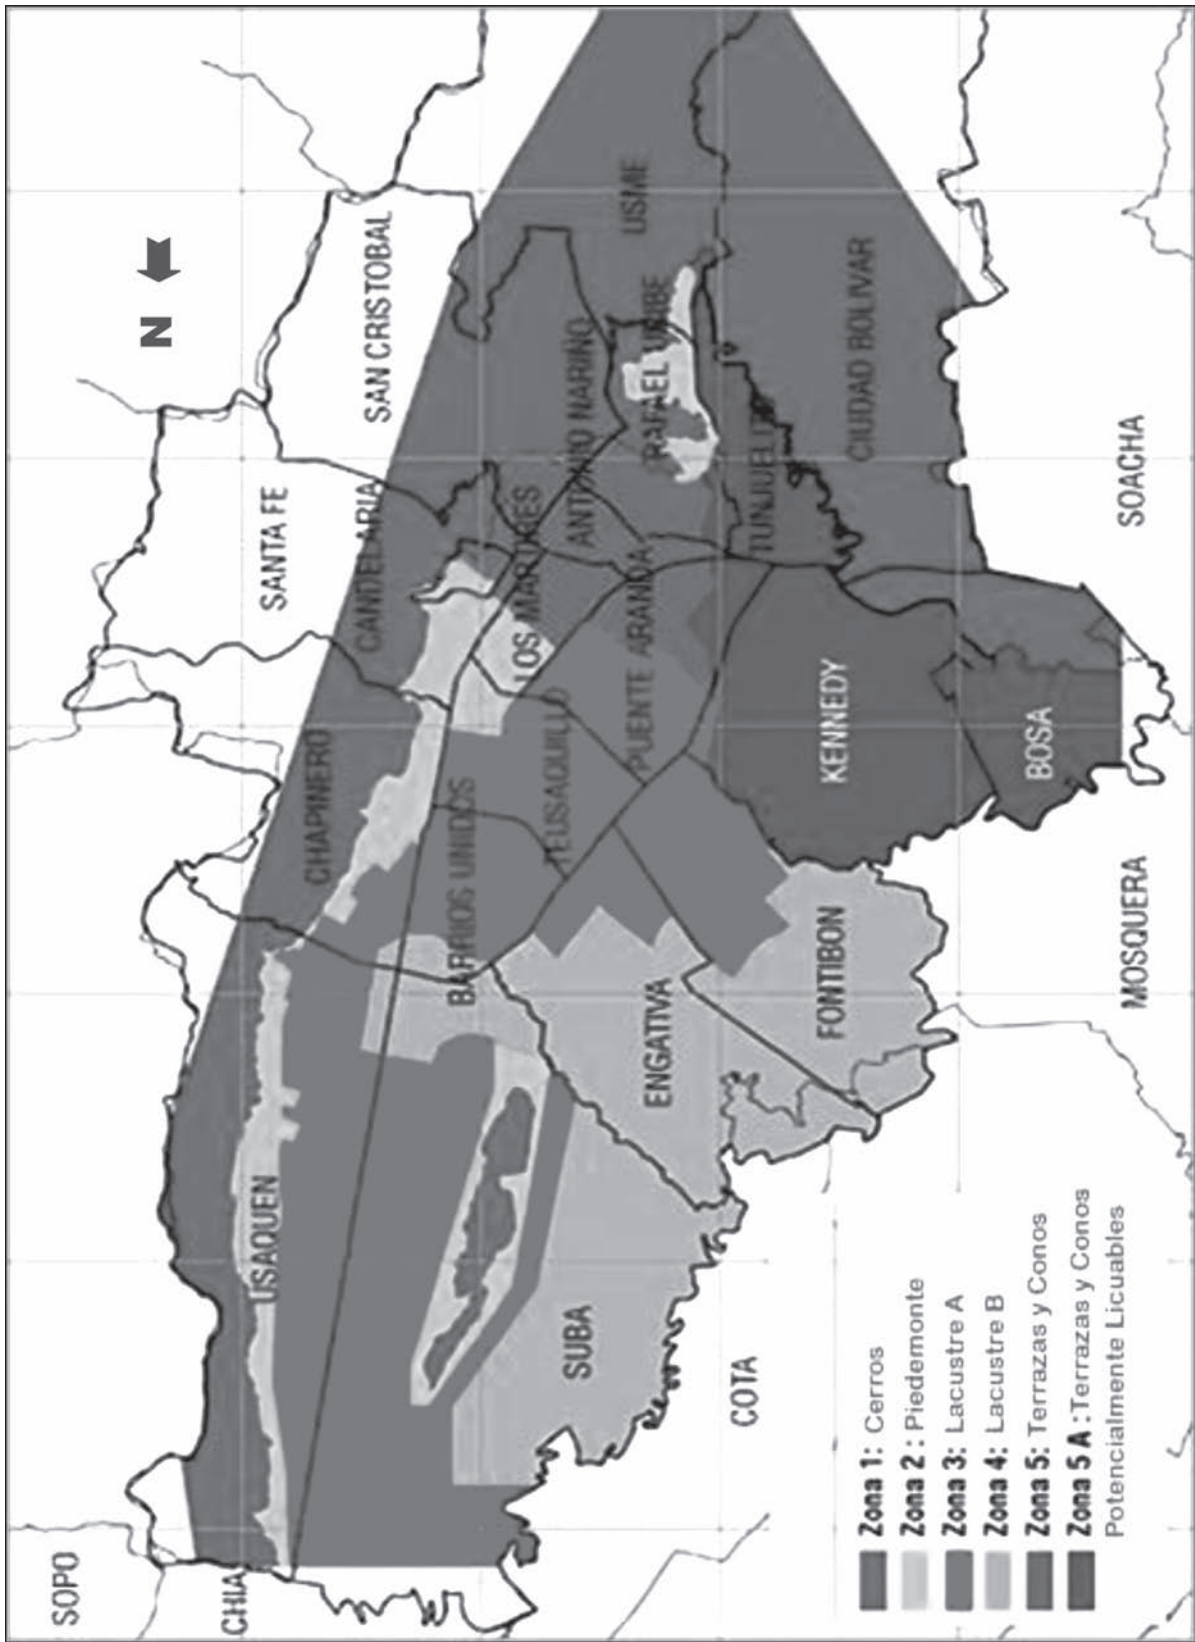 N
SOPO
CHIA
USAQUEN
CHAPINERO
CANDELARIA
SANTA FE
SAN CRISTOBAL
BARRIOS UNIDOS
TEUSAQUILLO
LOS MARTIRES
ANTONIO NARIÑO
PUENTE ARANDA
RAFAEL URIBE
USME
TUNJUELITO
CIUDAD BOLIVAR
SUBA
ENGATIVA
FONTIBON
KENNEDY
BOSA
COTA
MOSQUERA
SOACHA
Zona 1: Cerros
Zona 2 : Piedemonte
Zona 3: Lacustre A
Zona 4: Lacustre B
Zona 5: Terrazas y Conos
Zona 5 A :Terrazas y Conos
Potencialmente Licuables